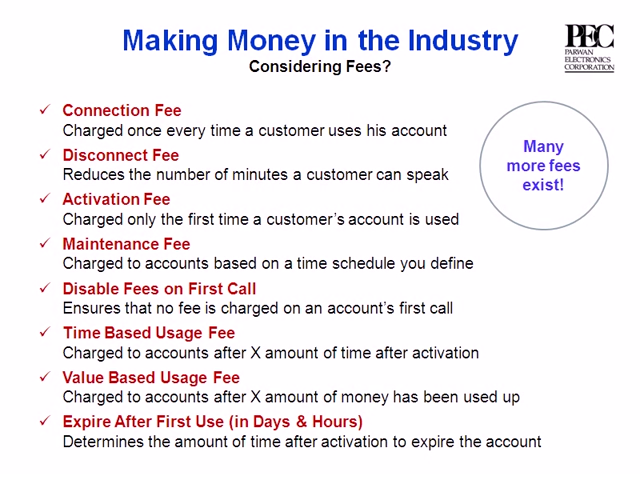 Making Money in the Industry
Considering Fees?
PEC
PARWAN
ELECTRONICS
CORPORATION
✓ Connection Fee
Charged once every time a customer uses his account
✓ Disconnect Fee
Reduces the number of minutes a customer can speak
✓ Activation Fee
Charged only the first time a customer's account is used
✓ Maintenance Fee
Charged to accounts based on a time schedule you define
✓ Disable Fees on First Call
Ensures that no fee is charged on an account's first call
✓ Time Based Usage Fee
Charged to accounts after X amount of time after activation
✓ Value Based Usage Fee
Charged to accounts after X amount of money has been used up
✓ Expire After First Use (in Days & Hours)
Determines the amount of time after activation to expire the account
Many
more fees
exist!